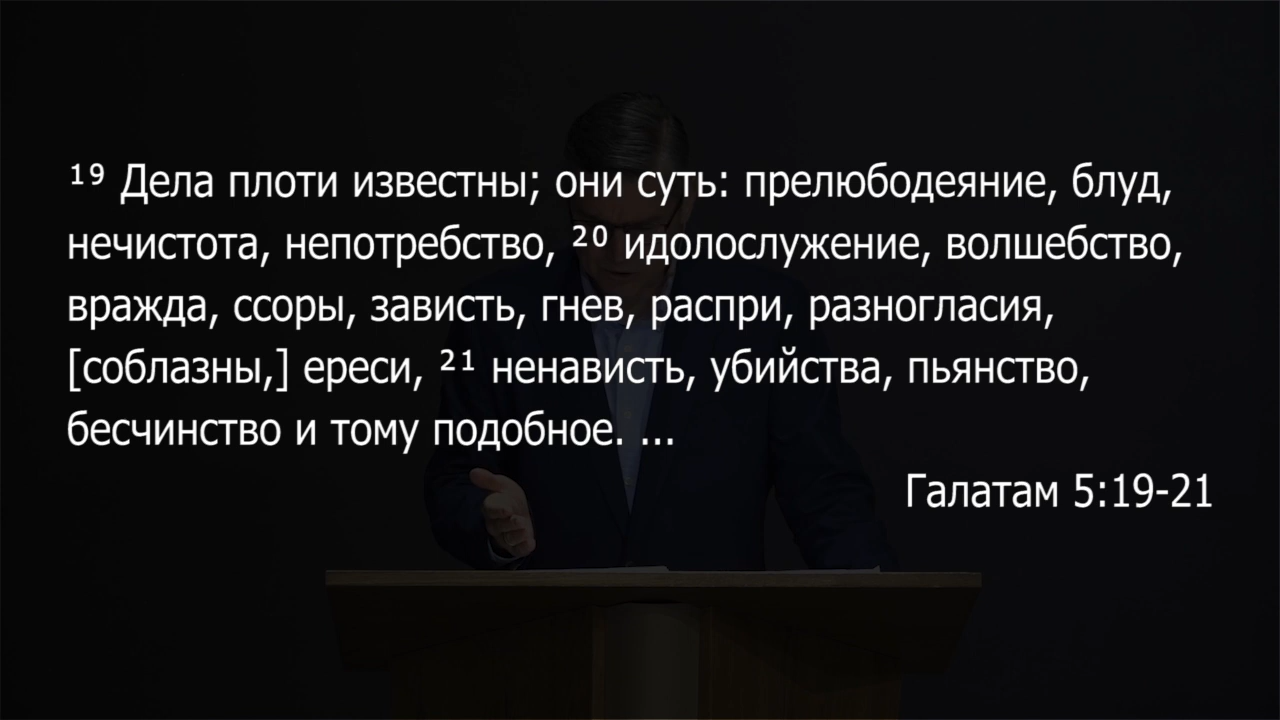 ¹⁹ Дела плоти известны; они суть: прелюбодеяние, блуд,
нечистота, непотребство, ²⁰ идолослужение, волшебство,
вражда, ссоры, зависть, гнев, распри, разногласия,
[соблазны,] ереси, ²¹ ненависть, убийства, пьянство,
бесчинство и тому подобное. ...
Галатам 5:19-21